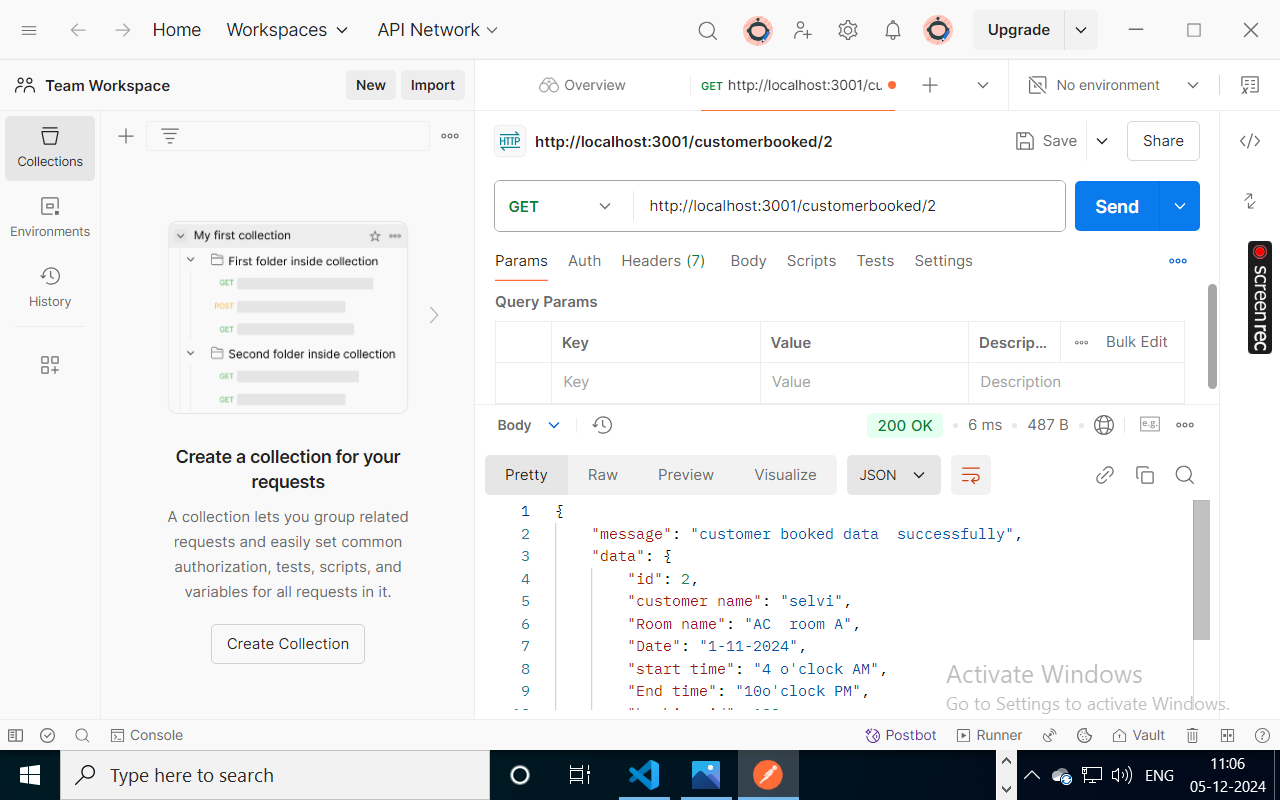 Home
Workspaces
API Network
Upgrade
Team Workspace
New
Import
Overview
GET http://localhost:3001/cu
No environment
Collections
Environments
History
My first collection
First folder inside collection
GET
POST
GET
Second folder inside collection
GET
GET
Create a collection for your
requests
A collection lets you group related
requests and easily set common
authorization, tests, scripts, and
variables for all requests in it.
Create Collection
HTTP
http://localhost:3001/customerbooked/2
Save
Share
GET
http://localhost:3001/customerbooked/2
Send
Params Auth Headers (7) Body Scripts Tests Settings
Query Params
Key Value Descrip... Bulk Edit
Key Value Description
Body
200 OK
6 ms
487 B
e.g.
Pretty Raw Preview Visualize
JSON
1 {
2 "message": "customer booked data  successfully",
3 "data": {
4 "id": 2,
5 "customer name": "selvi",
6 "Room name": "AC  room A",
7 "Date": "1-11-2024",
8 "start time": "4 o'clock AM",
9 "End time": "10o'clock PM",
screenrec
Activate Windows
Go to Settings to activate Windows.
Console
Postbot
Runner
Vault
Type here to search
ENG
11:06
05-12-2024